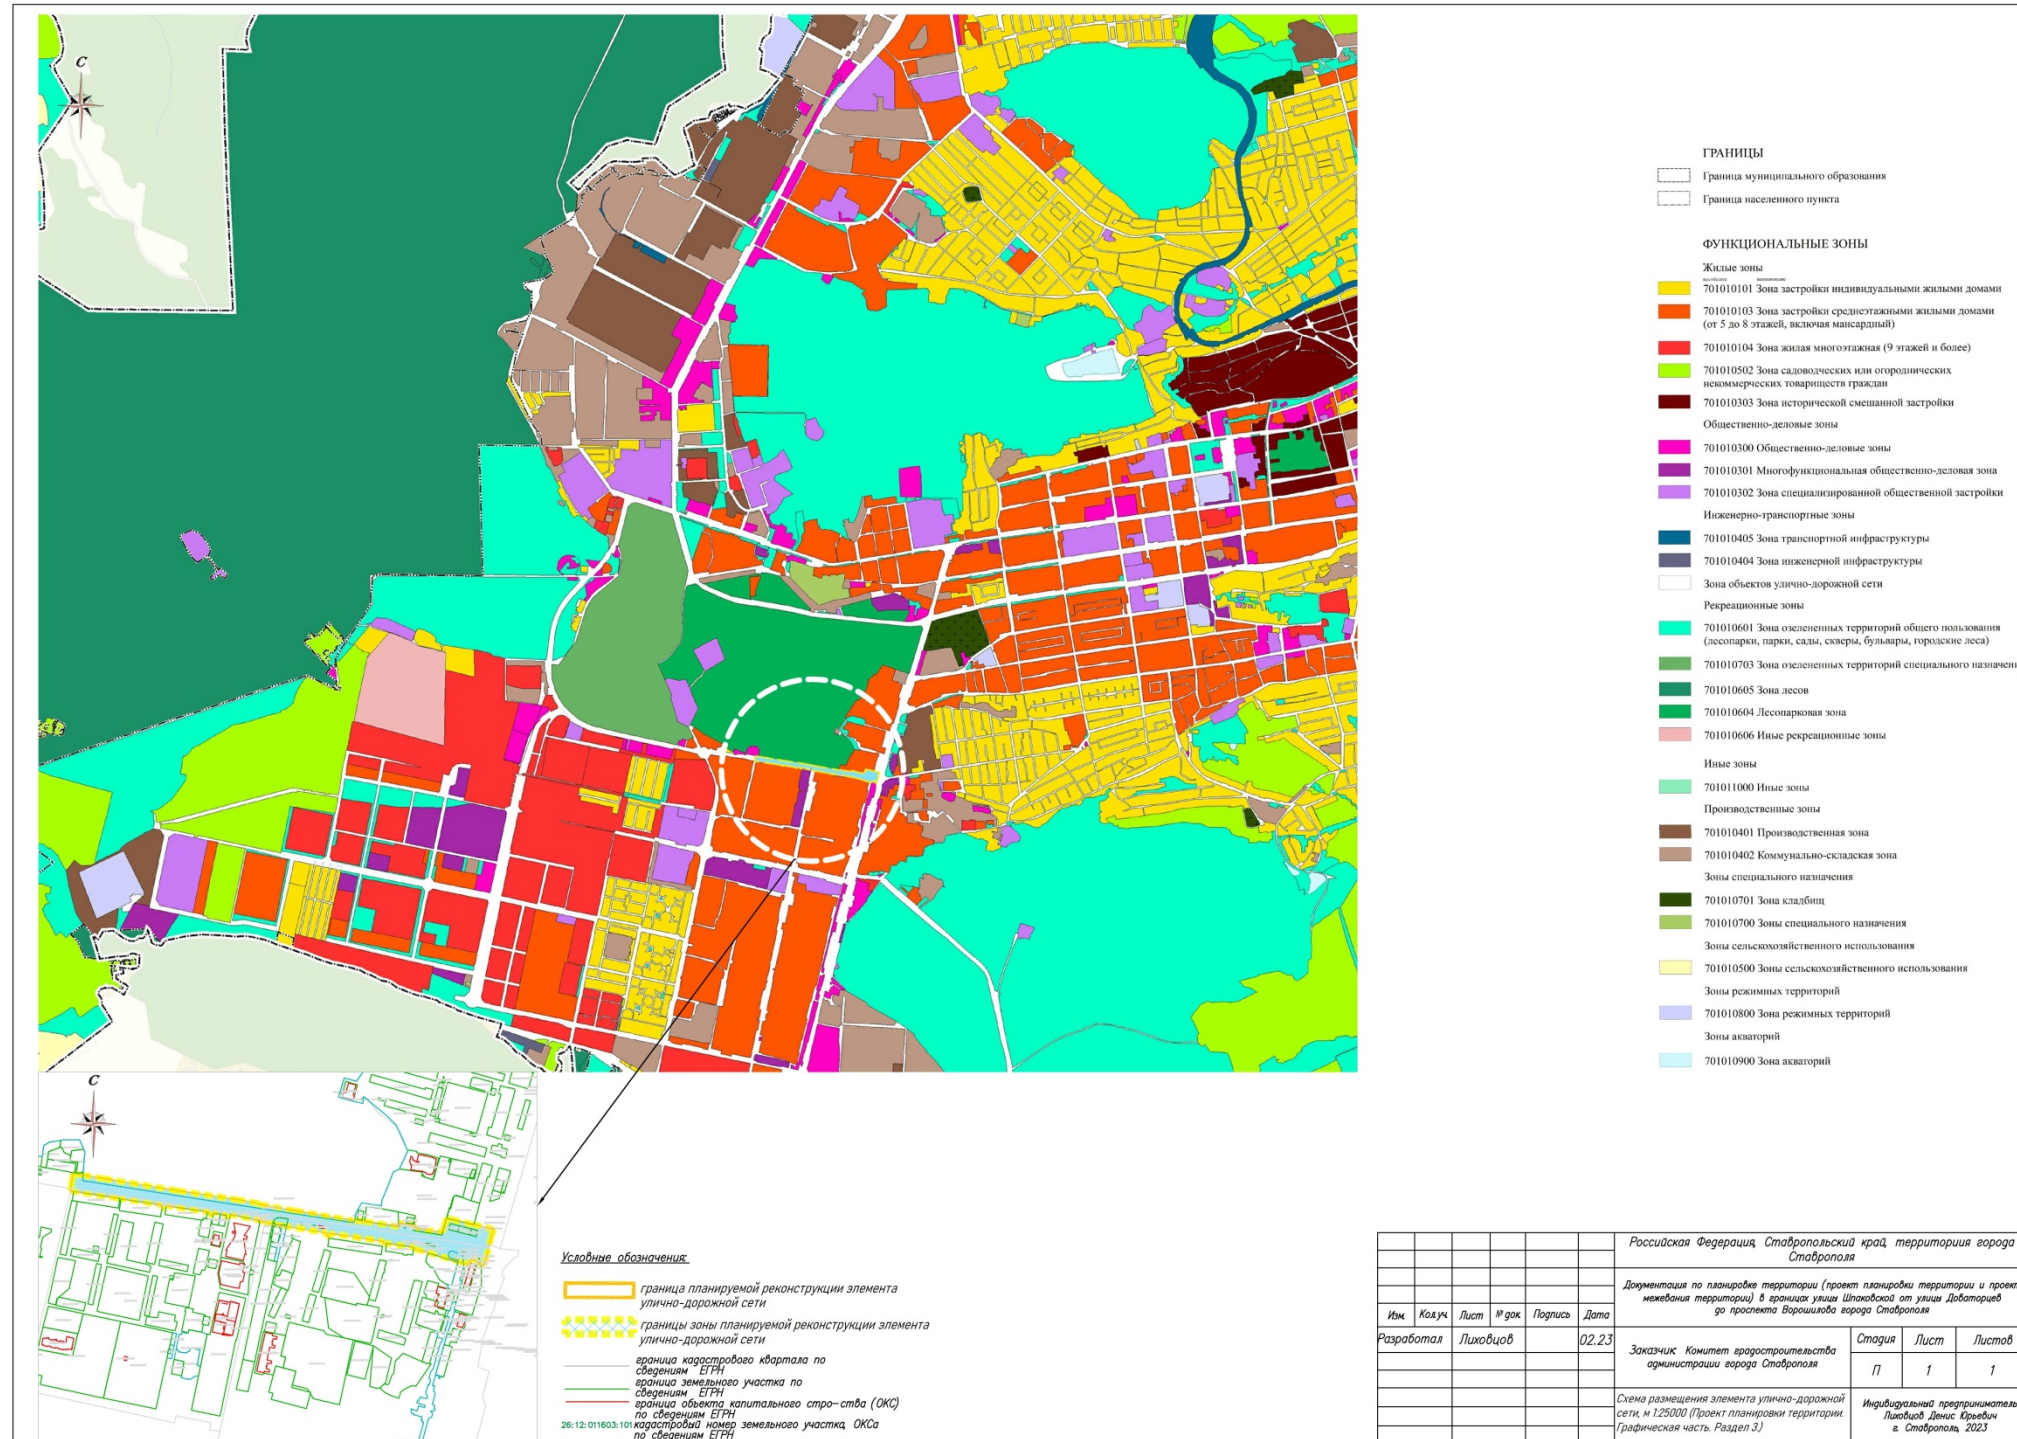 С
ГРАНИЦЫ
Граница муниципального образования
Граница населенного пункта
ФУНКЦИОНАЛЬНЫЕ ЗОНЫ
Жилые зоны
701010101 Зона застройки индивидуальными жилыми домами
701010103 Зона застройки среднеэтажными жилыми домами
(от 5 до 8 этажей, включая мансардный)
701010104 Зона жилая многоэтажная (9 этажей и более)
701010502 Зона садоводческих или огороднических
некоммерческих товариществ граждан
701010303 Зона исторической смешанной застройки
Общественно-деловые зоны
701010300 Общественно-деловые зоны
701010301 Многофункциональная общественно-деловая зона
701010302 Зона специализированной общественной застройки
Инженерно-транспортные зоны
701010405 Зона транспортной инфраструктуры
701010404 Зона инженерной инфраструктуры
Зона объектов улично-дорожной сети
Рекреационные зоны
701010601 Зона озелененных территорий общего пользования
(лесопарки, парки, сады, скверы, бульвары, городские леса)
701010703 Зона озелененных территорий специального назначен
701010605 Зона лесов
701010604 Лесопарковая зона
701010606 Иные рекреационные зоны
Иные зоны
701011000 Иные зоны
Производственные зоны
701010401 Производственная зона
701010402 Коммунально-складская зона
Зоны специального назначения
701010701 Зона кладбищ
701010700 Зоны специального назначения
Зоны сельскохозяйственного использования
701010500 Зоны сельскохозяйственного использования
Зоны режимных территорий
701010800 Зона режимных территорий
Зоны акваторий
701010900 Зона акваторий
С
Условные обозначения:
граница планируемой реконструкции элемента
улично-дорожной сети
границы зоны планируемой реконструкции элемента
улично-дорожной сети
граница кадастрового квартала по
сведениям ЕГРН
граница земельного участка по
сведениям ЕГРН
граница объекта капитального стро-ства (ОКС)
по сведениям ЕГРН
26:12:011603:101 кадастровый номер земельного участка, ОКСа
по сведениям ЕГРН
Российская Федерация, Ставропольский край, территориия города
Ставрополя
Документация по планировке территории (проект планировки территории и проект
межевания территории) в границах улицы Шпаковской от улицы Доваторцев
до проспекта Ворошилова города Ставрополя
Изм. Кол.уч. Лист № док. Подпись Дата
Разработал Лиховцов 02.23
Заказчик: Комитет градостроительства
администрации города Ставрополя
Стадия Лист Листов
П 1 1
Схема размещения элемента улично-дорожной
сети, м 1:25000 (Проект планировки территории.
Графическая часть. Раздел 3.)
Индивидуальный предприниматель
Лиховцов Денис Юрьевич
г. Ставрополь, 2023